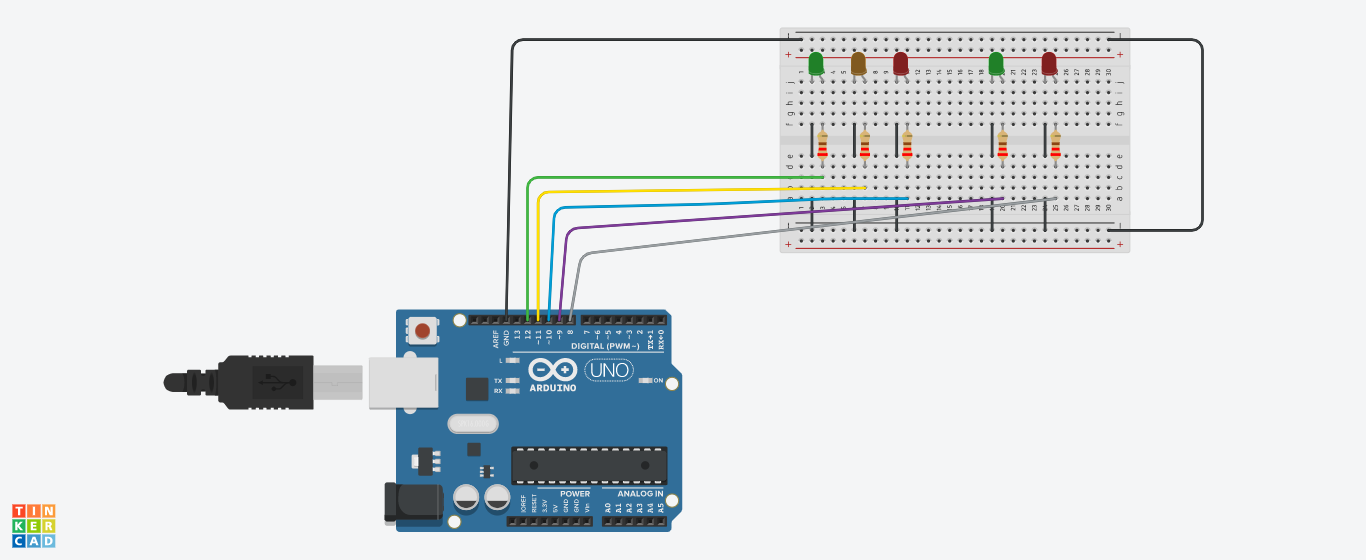 AREF
GND
13
12
~11
~10
~9
8
7
~6
~5
4
~3
2
TX→1
RX←0
DIGITAL (PWM~)
L
TX
RX
ARDUINO
UNO
ON
POWER
ANALOG IN
IOREF
RESET
3.3V
5V
GND
GND
Vin
A0
A1
A2
A3
A4
A5
TIN
KER
CAD